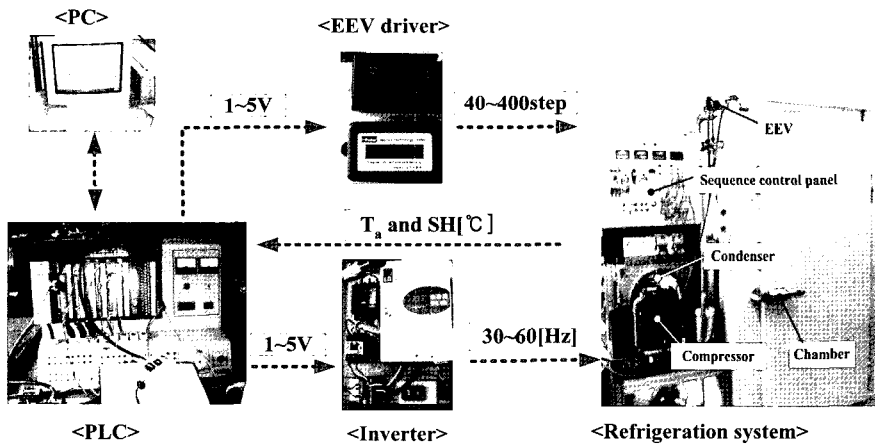 <PC>
<EEV driver>
1~5V
40~400step
EEV
Sequence control panel
T_a and SH[℃]
Condenser
1~5V
30~60[Hz]
Compressor
Chamber
<PLC>
<Inverter>
<Refrigeration system>